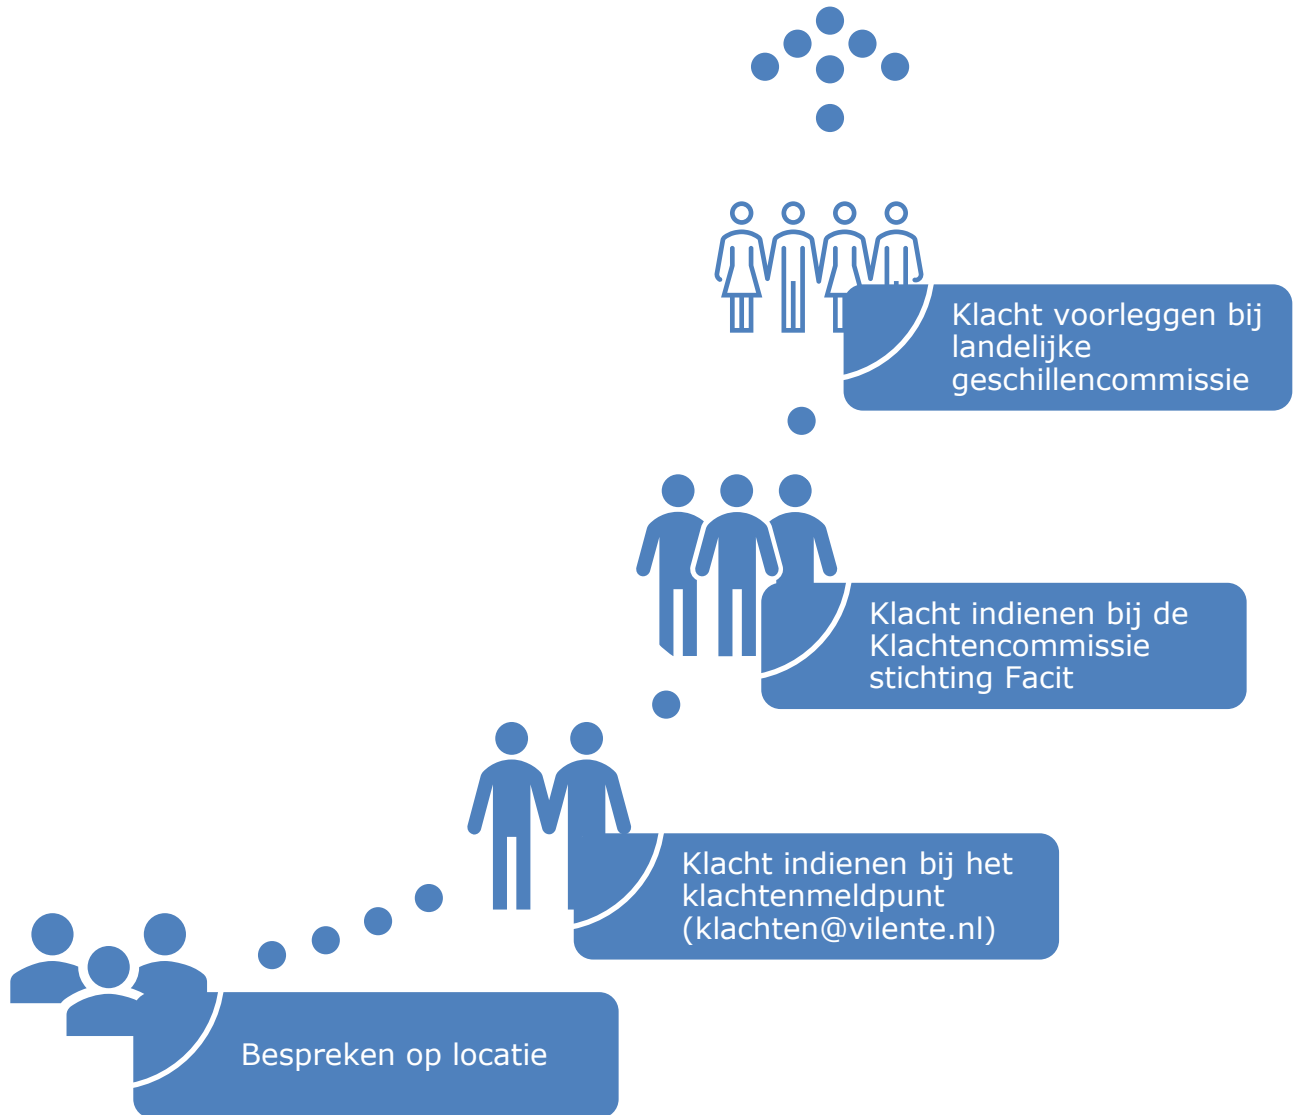 Klacht voorleggen bij
landelijke
geschillencommissie
Klacht indienen bij de
Klachtencommissie
stichting Facit
Klacht indienen bij het
klachtenmeldpunt
(klachten@vilente.nl)
Bespreken op locatie